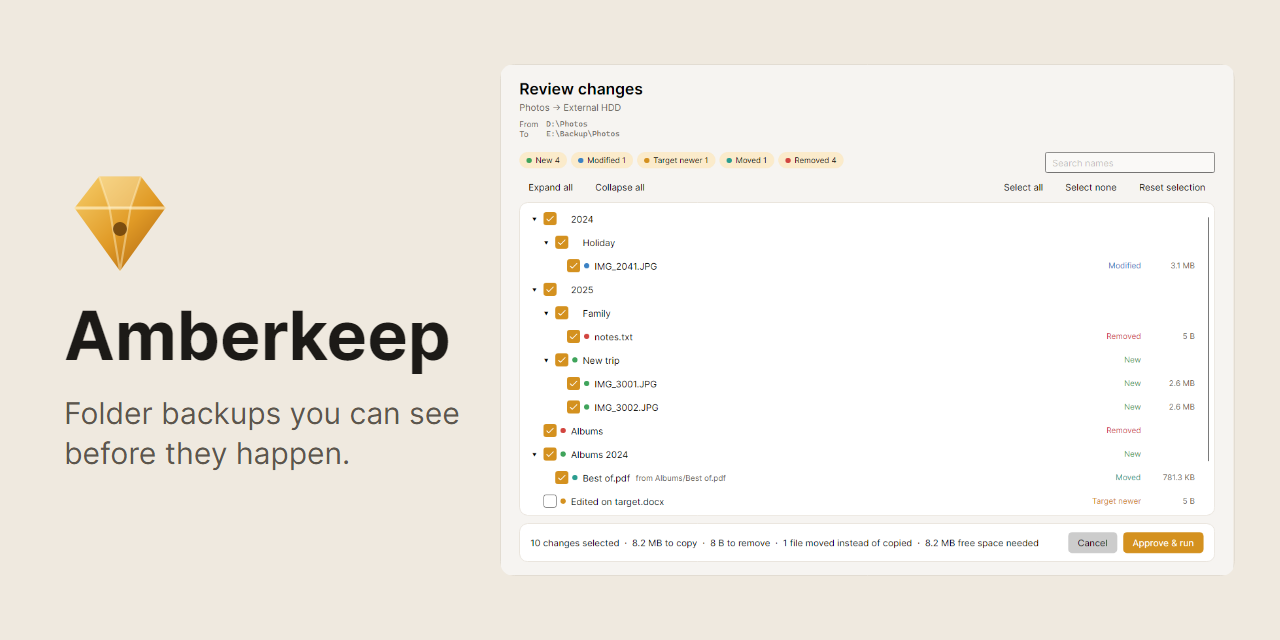 Amberkeep
Folder backups you can see
before they happen.
Review changes
Photos → External HDD
From D:\Photos
To E:\Backup\Photos
New 4 Modified 1 Target newer 1 Moved 1 Removed 4
Search names
Expand all Collapse all Select all Select none Reset selection
2024
Holiday
IMG_2041.JPG Modified 3.1 MB
2025
Family
notes.txt Removed 5 B
New trip New
IMG_3001.JPG New 2.6 MB
IMG_3002.JPG New 2.6 MB
Albums Removed
Albums 2024 New
Best of.pdf from Albums/Best of.pdf Moved 781.3 KB
Edited on target.docx Target newer 5 B
10 changes selected · 8.2 MB to copy · 8 B to remove · 1 file moved instead of copied · 8.2 MB free space needed
Cancel Approve & run